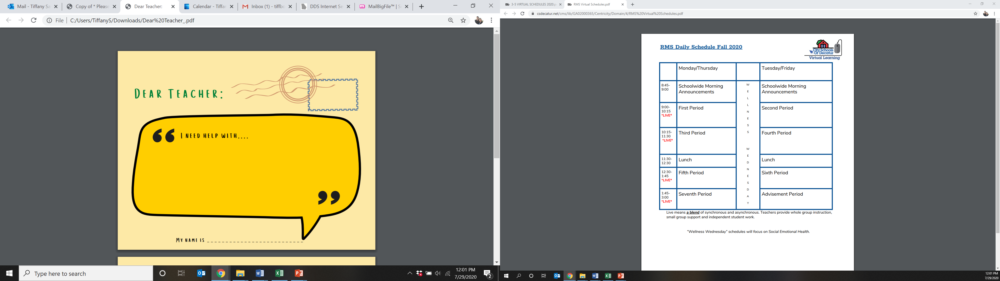 Mail - Tiffany Sa
Copy of * Please
Dear Teacher:
Calendar - Tiffan
Inbox (1) - tiffbo
DDS Internet Se
MailBigFile™ | S
File
C:/Users/TiffanyS/Downloads/Dear%20Teacher_.pdf
DEAR TEACHER:
“ I NEED HELP WITH....
”
MY NAME IS ____________________________
Type here to search
12:01 PM
7/29/2020
2
Bb 3-5 VIRTUAL SCHEDULES 2020.p
Bb RMS Virtual Schedules.pdf
csdecatur.net/cms/lib/GA02000365/Centricity/Domain/4/RMS%20Virtual%20Schedules.pdf
RMS Daily Schedule Fall 2020
City Schools
Of Decatur
Virtual Learning
Monday/Thursday
Tuesday/Friday
8:45-
9:00
Schoolwide Morning
Announcements
WELLNESS WEDNESDAY
Schoolwide Morning
Announcements
9:00-
10:15
*LIVE*
First Period
Second Period
10:15-
11:30
*LIVE*
Third Period
Fourth Period
11:30-
12:30
Lunch
Lunch
12:30-
1:45
*LIVE*
Fifth Period
Sixth Period
1:45-
3:00
*LIVE*
Seventh Period
Advisement Period
Live means a blend of synchronous and asynchronous. Teachers provide whole group instruction,
small group support and independent student work.
“Wellness Wednesday” schedules will focus on Social Emotional Health.
12:01 PM
7/29/2020